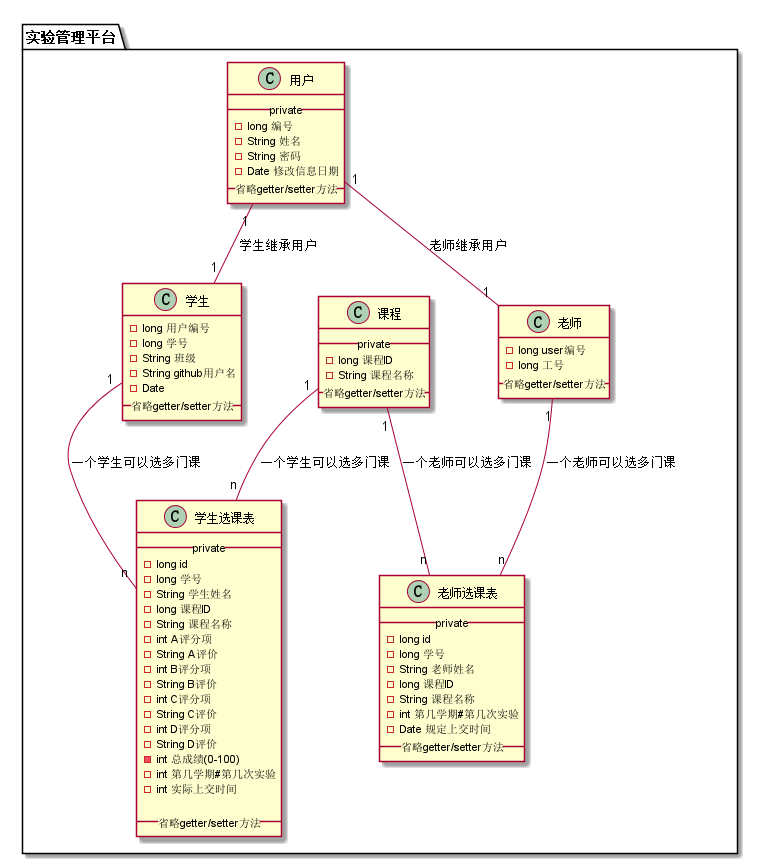 实验管理平台
C 用户
private
long 编号
String 姓名
String 密码
Date 修改信息日期
省略getter/setter方法
1
1
学生继承用户
老师继承用户
1
1
C 学生
long 用户编号
long 学号
String 班级
String github用户名
Date
省略getter/setter方法
C 课程
private
long 课程ID
String 课程名称
省略getter/setter方法
C 老师
long user编号
long 工号
省略getter/setter方法
1
1
1
1
一个学生可以选多门课
一个学生可以选多门课
一个老师可以选多门课
一个老师可以选多门课
n
n
n
n
C 学生选课表
private
long id
long 学号
String 学生姓名
long 课程ID
String 课程名称
int A评分项
String A评价
int B评分项
String B评价
int C评分项
String C评价
int D评分项
String D评价
int 总成绩(0-100)
int 第几学期#第几次实验
int 实际上交时间
省略getter/setter方法
C 老师选课表
private
long id
long 学号
String 老师姓名
long 课程ID
String 课程名称
int 第几学期#第几次实验
Date 规定上交时间
省略getter/setter方法